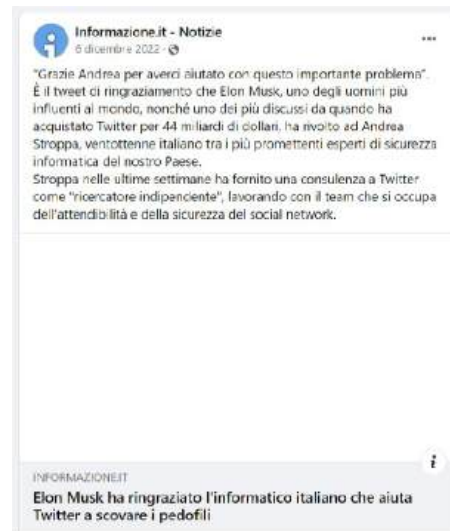 Informazione.it - Notizie
6 dicembre 2022 ·
"Grazie Andrea per averci aiutato con questo importante problema".
È il tweet di ringraziamento che Elon Musk, uno degli uomini più
influenti al mondo, nonché uno dei più discussi da quando ha
acquistato Twitter per 44 miliardi di dollari, ha rivolto ad Andrea
Stroppa, ventottenne italiano tra i più promettenti esperti di sicurezza
informatica del nostro Paese.
Stroppa nelle ultime settimane ha fornito una consulenza a Twitter
come "ricercatore indipendente", lavorando con il team che si occupa
dell'attendibilità e della sicurezza del social network.
INFORMAZIONE.IT
Elon Musk ha ringraziato l'informatico italiano che aiuta
Twitter a scovare i pedofili